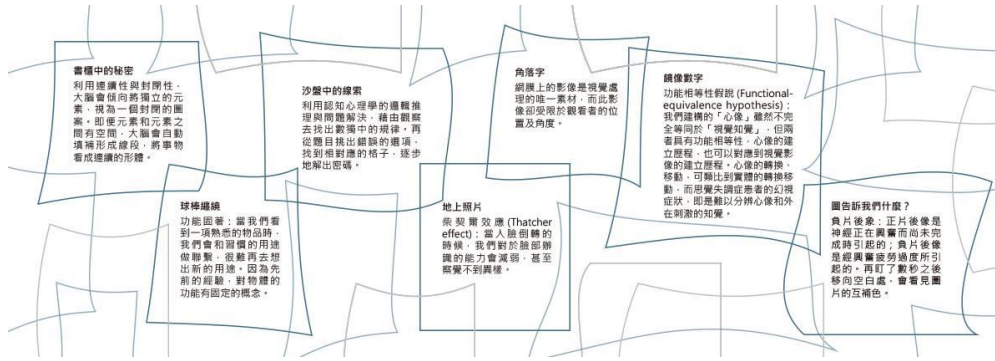 書櫃中的秘密
利用連續性與封閉性，
大腦會傾向將獨立的元
素，視為一個封閉的圖
案。即便元素和元素之
間有空間，大腦會自動
填補形成線段，將事物
看成連續的形體。
沙盤中的線索
利用認知心理學的邏輯推
理與問題解決，藉由觀察
去找出數獨中的規律。再
從題目挑出錯誤的選項，
找到相對應的格子，逐步
地解出密碼。
角落字
網膜上的影像是視覺處
理的唯一素材，而此影
像卻受限於觀看者的位
置及角度。
鏡像數字
功能相等性假說 (Functional-
equivalence hypothesis)：
我們建構的「心像」雖然不完
全等同於「視覺知覺」，但兩
者具有功能相等性，心像的建
立歷程，也可以對應到視覺影
像的建立歷程。心像的轉換，
移動，可類比到實體的轉換移
動，而思覺失調症患者的幻視
症狀，即是難以分辨心像和外
在刺激的知覺。
球棒纏繞
功能固著：當我們看
到一項熟悉的物品時，
我們會和習慣的用途
做聯繫，很難再去想
出新的用途。因為先
前的經驗，對物體的
功能有固定的概念。
地上照片
柴契爾效應 (Thatcher
effect)：當人臉倒轉的
時候，我們對於臉部辨
識的能力會減弱，甚至
察覺不到異樣。
圖告訴我們什麼？
負片後象：正片後像是
神經正在興奮而尚未完
成時引起的；負片後像
是經興奮疲勞過度所引
起的。再盯了數秒之後
移向空白處，會看見圖
片的互補色。